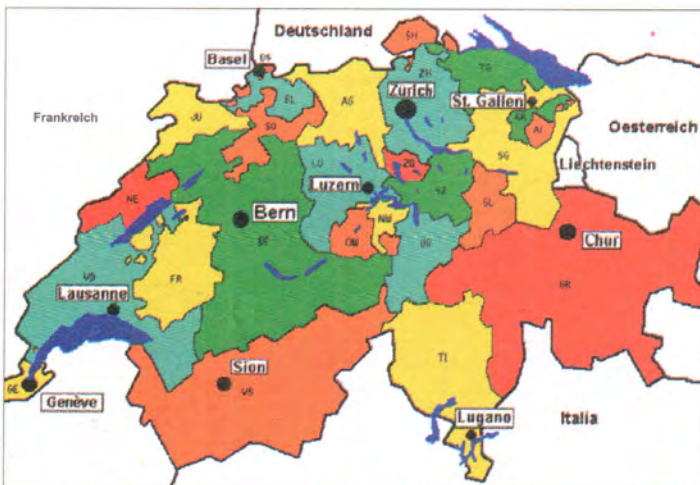 Deutschland
SH
Basel
BS
ZH
TG
Zürich
BL
AG
St. Gallen
Frankreich
JU
SO
AR
AI
Oesterreich
LU
ZG
SG
Liechtenstein
Luzern
SZ
NE
GL
Bern
NW
BE
OW
UR
Chur
VD
FR
GR
Lausanne
TI
Sion
GE
VS
Genève
Lugano
Italia